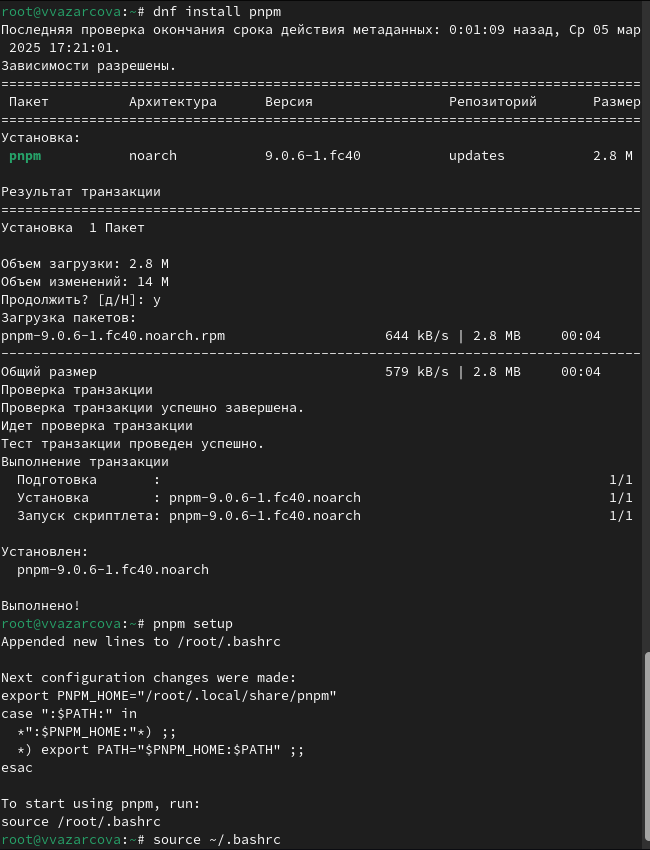 root@vvazarcova:~# dnf install pnpm
Последняя проверка окончания срока действия метаданных: 0:01:09 назад, Ср 05 мар
 2025 17:21:01.
Зависимости разрешены.
================================================================================
 Пакет          Архитектура      Версия                 Репозиторий       Размер
================================================================================
Установка:
 pnpm           noarch           9.0.6-1.fc40           updates           2.8 M

Результат транзакции
================================================================================
Установка  1 Пакет

Объем загрузки: 2.8 M
Объем изменений: 14 M
Продолжить? [д/Н]: y
Загрузка пакетов:
pnpm-9.0.6-1.fc40.noarch.rpm                    644 kB/s | 2.8 MB     00:04
--------------------------------------------------------------------------------
Общий размер                                    579 kB/s | 2.8 MB     00:04
Проверка транзакции
Проверка транзакции успешно завершена.
Идет проверка транзакции
Тест транзакции проведен успешно.
Выполнение транзакции
  Подготовка       :                                                        1/1
  Установка        : pnpm-9.0.6-1.fc40.noarch                               1/1
  Запуск скриптлета: pnpm-9.0.6-1.fc40.noarch                               1/1

Установлен:
  pnpm-9.0.6-1.fc40.noarch

Выполнено!
root@vvazarcova:~# pnpm setup
Appended new lines to /root/.bashrc

Next configuration changes were made:
export PNPM_HOME="/root/.local/share/pnpm"
case ":$PATH:" in
  *":$PNPM_HOME:"*) ;;
  *) export PATH="$PNPM_HOME:$PATH" ;;
esac

To start using pnpm, run:
source /root/.bashrc
root@vvazarcova:~# source ~/.bashrc